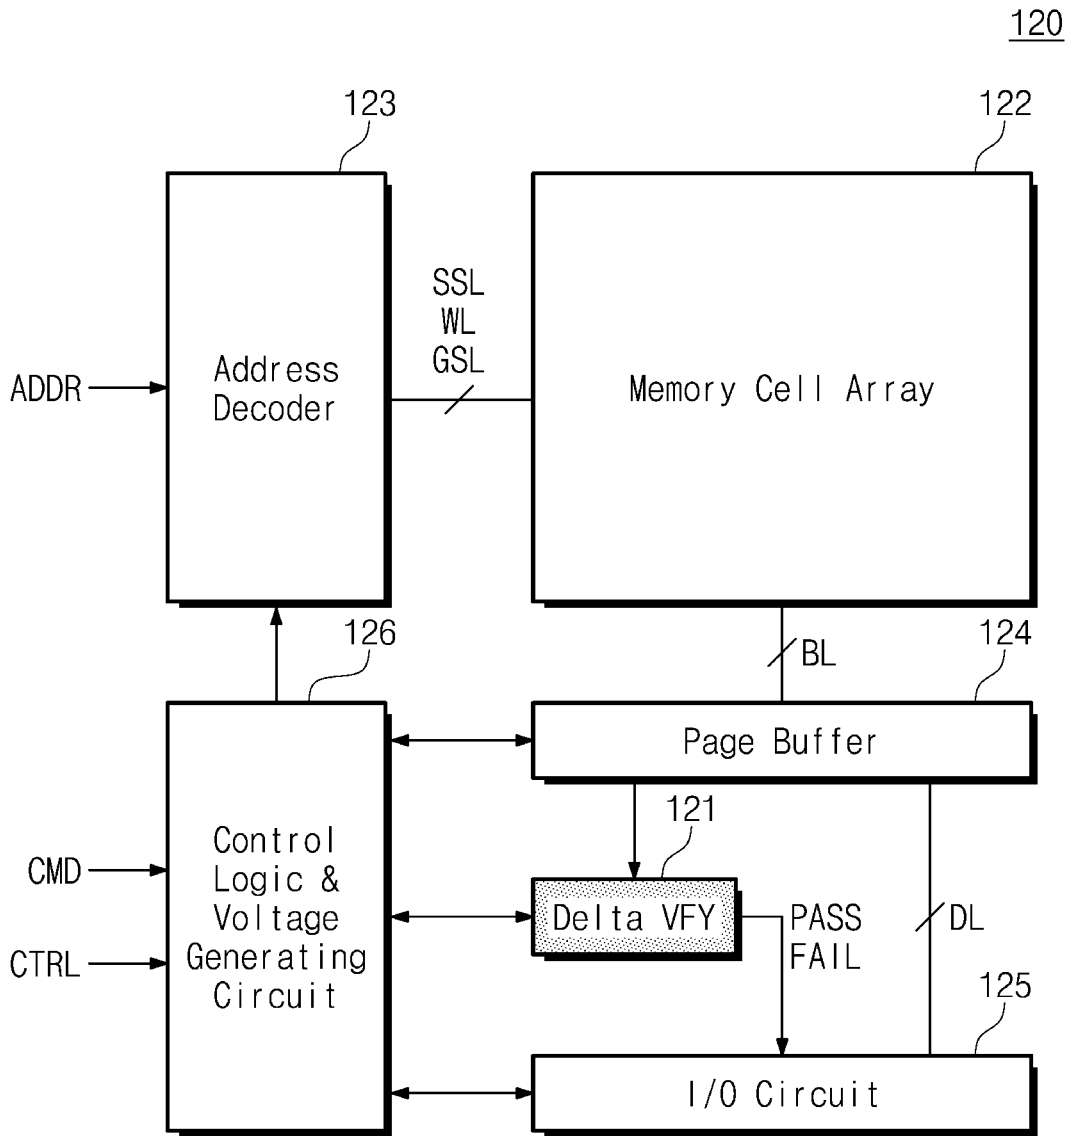 120
123
122
SSL
WL
GSL
ADDR
Address
Decoder
Memory Cell Array
126
124
BL
Page Buffer
121
Control
Logic &
Voltage
Generating
Circuit
CMD
CTRL
Delta VFY
PASS
FAIL
DL
125
I/O Circuit